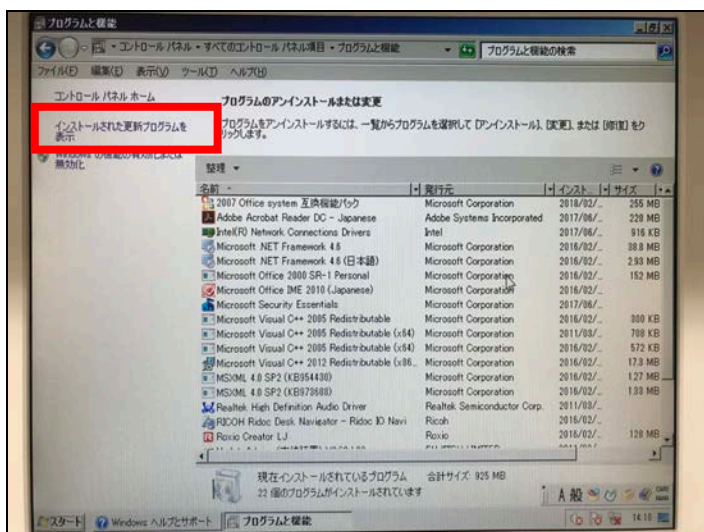 プログラムと機能
コントロール パネル すべてのコントロール パネル項目 プログラムと機能
プログラムと機能の検索
ファイル(F) 編集(E) 表示(V) ツール(T) ヘルプ(H)
コントロール パネル ホーム
インストールされた更新プログラムを
表示
Windows の機能の有効化または
無効化
プログラムのアンインストールまたは変更
プログラムをアンインストールするには、一覧からプログラムを選択して [アンインストール]、[変更]、または [修復] をク
リックします。
整理
名前 発行元 インスト... サイズ
2007 Office system 互換機能パック Microsoft Corporation 2018/02/... 255 MB
Adobe Acrobat Reader DC - Japanese Adobe Systems Incorporated 2017/06/... 228 MB
Intel(R) Network Connections Drivers Intel 2017/06/... 916 KB
Microsoft .NET Framework 4.6 Microsoft Corporation 2016/02/... 38.8 MB
Microsoft .NET Framework 4.6 (日本語) Microsoft Corporation 2016/02/... 2.93 MB
Microsoft Office 2000 SR-1 Personal Microsoft Corporation 2016/02/... 152 MB
Microsoft Office IME 2010 (Japanese) Microsoft Corporation 2016/02/...
Microsoft Security Essentials Microsoft Corporation 2017/06/...
Microsoft Visual C++ 2005 Redistributable Microsoft Corporation 2016/02/... 300 KB
Microsoft Visual C++ 2005 Redistributable (x64) Microsoft Corporation 2011/03/... 708 KB
Microsoft Visual C++ 2005 Redistributable (x64) Microsoft Corporation 2016/02/... 572 KB
Microsoft Visual C++ 2012 Redistributable (x86... Microsoft Corporation 2016/02/... 17.3 MB
MSXML 4.0 SP2 (KB954430) Microsoft Corporation 2016/02/... 1.27 MB
MSXML 4.0 SP2 (KB973688) Microsoft Corporation 2016/02/... 1.33 MB
Realtek High Definition Audio Driver Realtek Semiconductor Corp. 2011/03/...
RICOH Ridoc Desk Navigator - Ridoc IO Navi Ricoh 2016/02/...
Roxio Creator LJ Roxio 2016/02/... 128 MB
現在インストールされているプログラム 合計サイズ: 925 MB
22 個のプログラムがインストールされています
A 般
スタート Windows ヘルプとサポート プログラムと機能 14:18